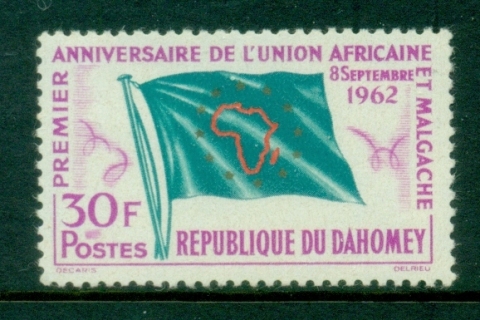 PREMIER ANNIVERSAIRE DE L'UNION AFRICAINE ET MALGACHE
8 SEPTEMBRE
1962
30F
POSTES
REPUBLIQUE DU DAHOMEY
DECARIS
DELRIEU